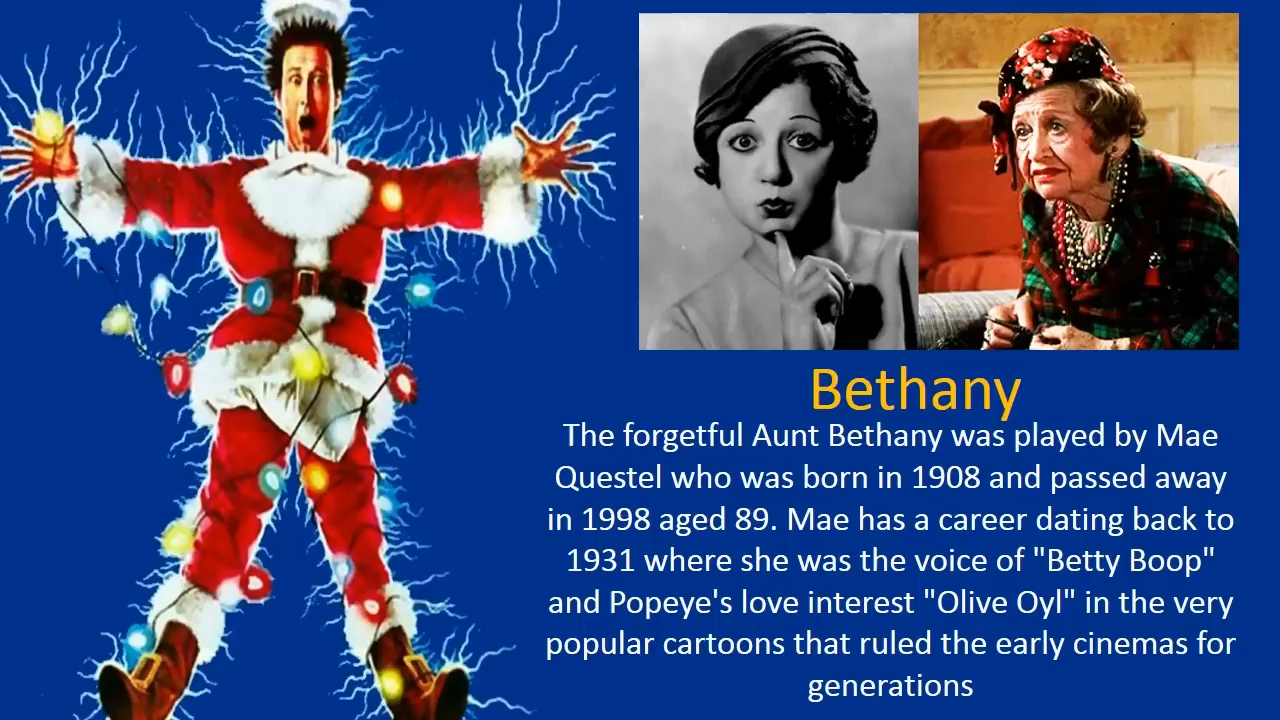 Bethany
The forgetful Aunt Bethany was played by Mae
Questel who was born in 1908 and passed away
in 1998 aged 89. Mae has a career dating back to
1931 where she was the voice of "Betty Boop"
and Popeye's love interest "Olive Oyl" in the very
popular cartoons that ruled the early cinemas for
generations